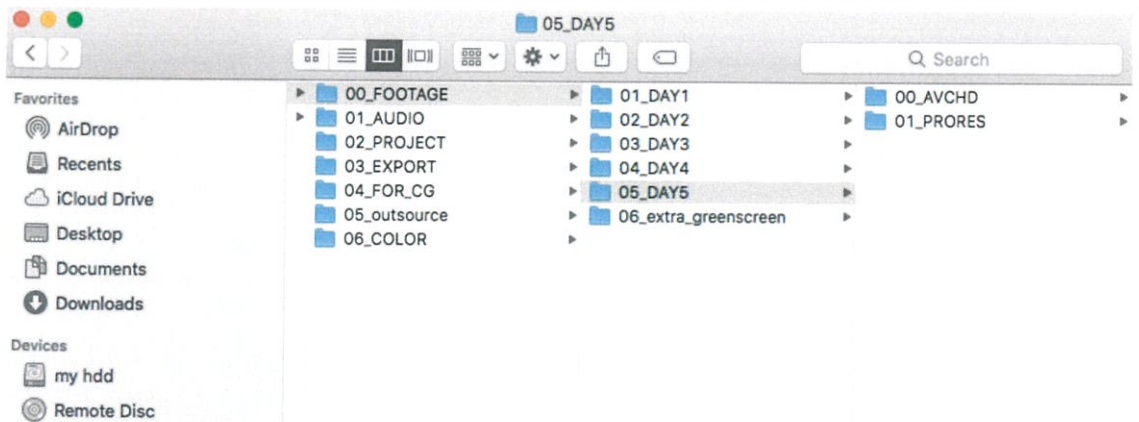 05_DAY5
Search
Favorites
AirDrop
Recents
iCloud Drive
Desktop
Documents
Downloads
Devices
my hdd
Remote Disc
00_FOOTAGE
01_AUDIO
02_PROJECT
03_EXPORT
04_FOR_CG
05_outsource
06_COLOR
01_DAY1
02_DAY2
03_DAY3
04_DAY4
05_DAY5
06_extra_greenscreen
00_AVCHD
01_PRORES